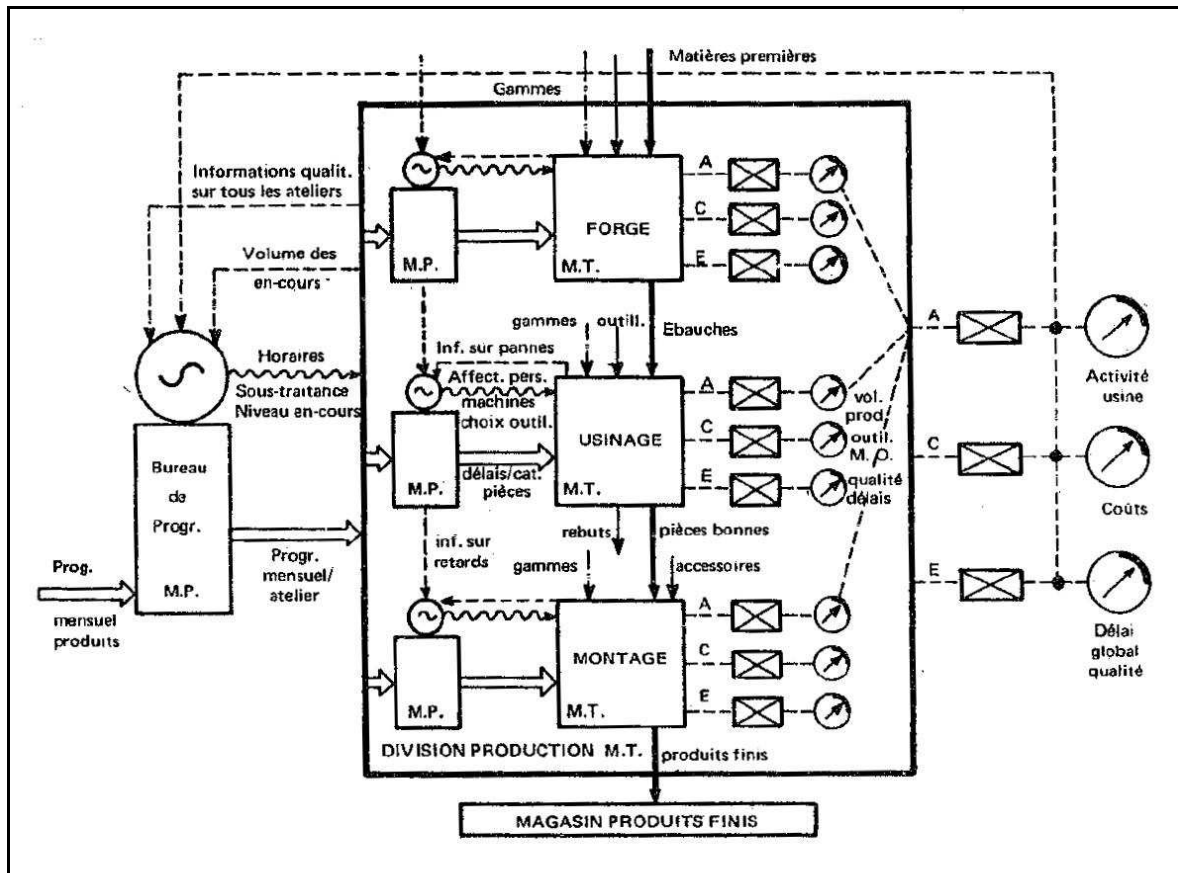 Matières premières
Gammes
Informations qualit.
sur tous les ateliers
A
C
E
FORGE
M.P.
M.T.
Volume des
en-cours
gammes
outill.
Ebauches
A
Inf. sur pannes
Horaires
Sous-traitance
Niveau en-cours
Affect. pers.
machines
choix outil.
A
C
E
vol.
prod
outil.
M. O.
qualité
délais
Activité
usine
USINAGE
M.P.
M.T.
délais/cat.
pièces
C
Coûts
Bureau
de
Progr.
M.P.
rebuts
pièces bonnes
inf. sur
retards
gammes
accessoires
Prog.
mensuel
produits
Progr.
mensuel/
atelier
E
Délai
global
qualité
A
C
E
MONTAGE
M.P.
M.T.
DIVISION PRODUCTION M.T.
produits finis
MAGASIN PRODUITS FINIS